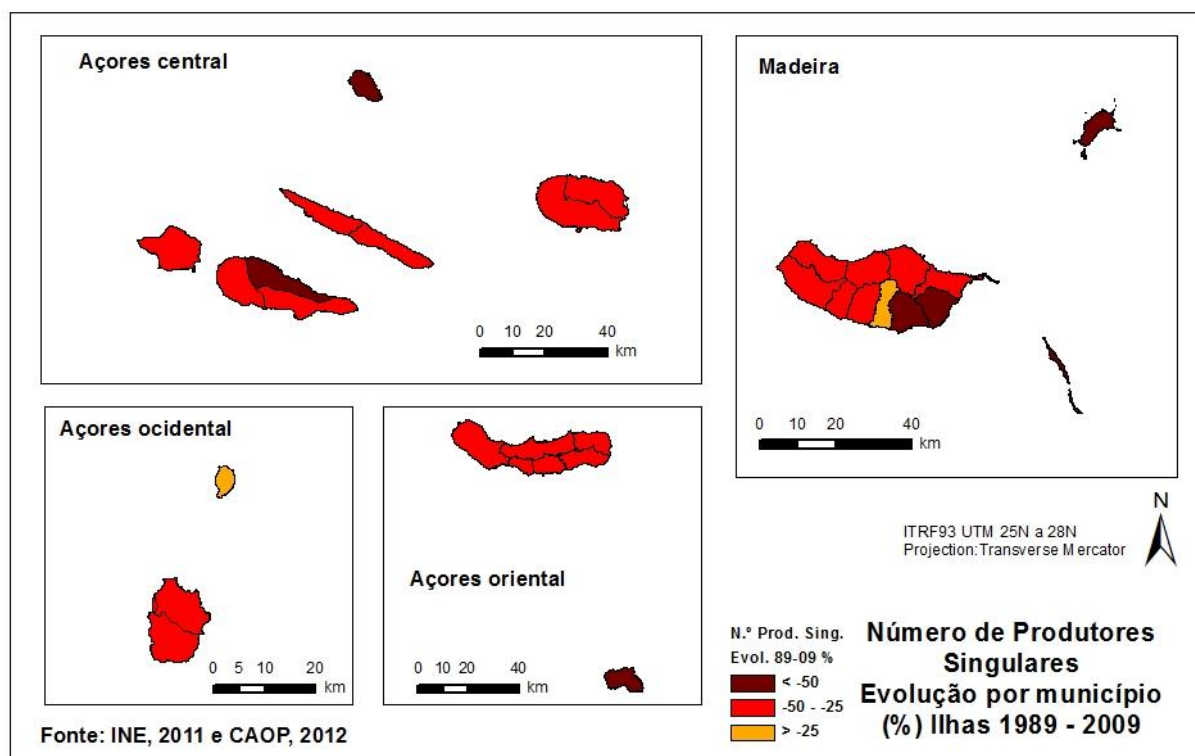 Açores central
0 10 20 40
km
Madeira
0 10 20 40
km
Açores ocidental
0 5 10 20
km
Açores oriental
0 10 20 40
km
N
ITRF93 UTM 25N a 28N
Projection:Transverse Mercator
N.º Prod. Sing.
Evol. 89-09 %
< -50
-50 - -25
> -25
Número de Produtores
Singulares
Evolução por município
(%) Ilhas 1989 - 2009
Fonte: INE, 2011 e CAOP, 2012